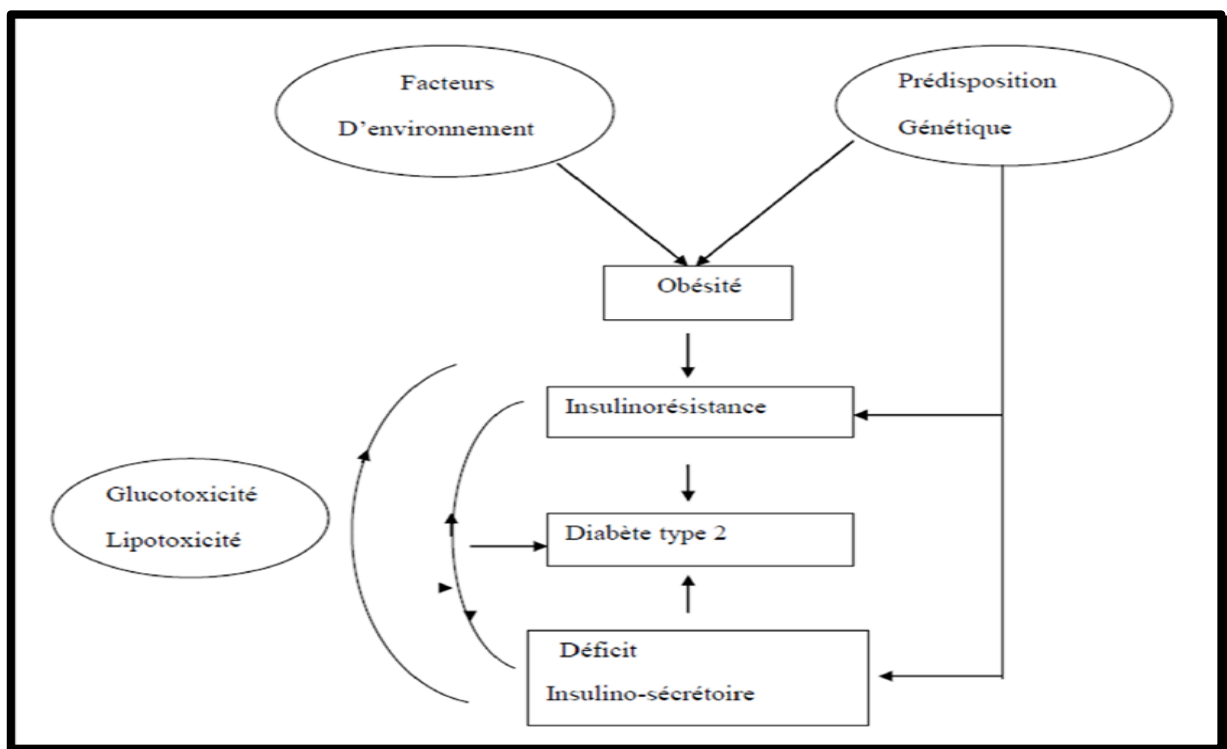 Facteurs
D’environnement
Prédisposition
Génétique
Obésité
Insulinorésistance
Glucotoxicité
Lipotoxicité
Diabète type 2
Déficit
Insulino-sécrétoire